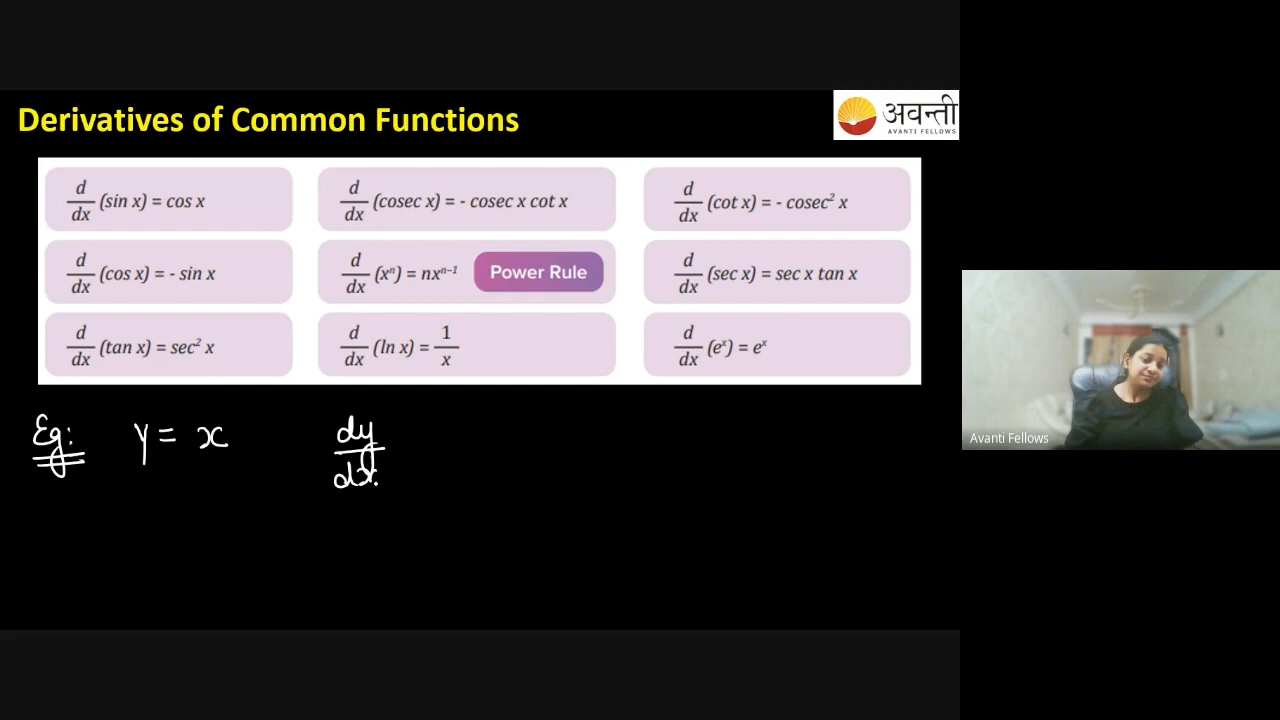 Derivatives of Common Functions
अवन्ती
AVANTI FELLOWS
d/dx (sin x) = cos x
d/dx (cosec x) = - cosec x cot x
d/dx (cot x) = - cosec² x
d/dx (cos x) = - sin x
d/dx (xⁿ) = nxⁿ⁻¹ Power Rule
d/dx (sec x) = sec x tan x
d/dx (tan x) = sec² x
d/dx (ln x) = 1/x
d/dx (eˣ) = eˣ
Eg: y = x dy/dx
Avanti Fellows